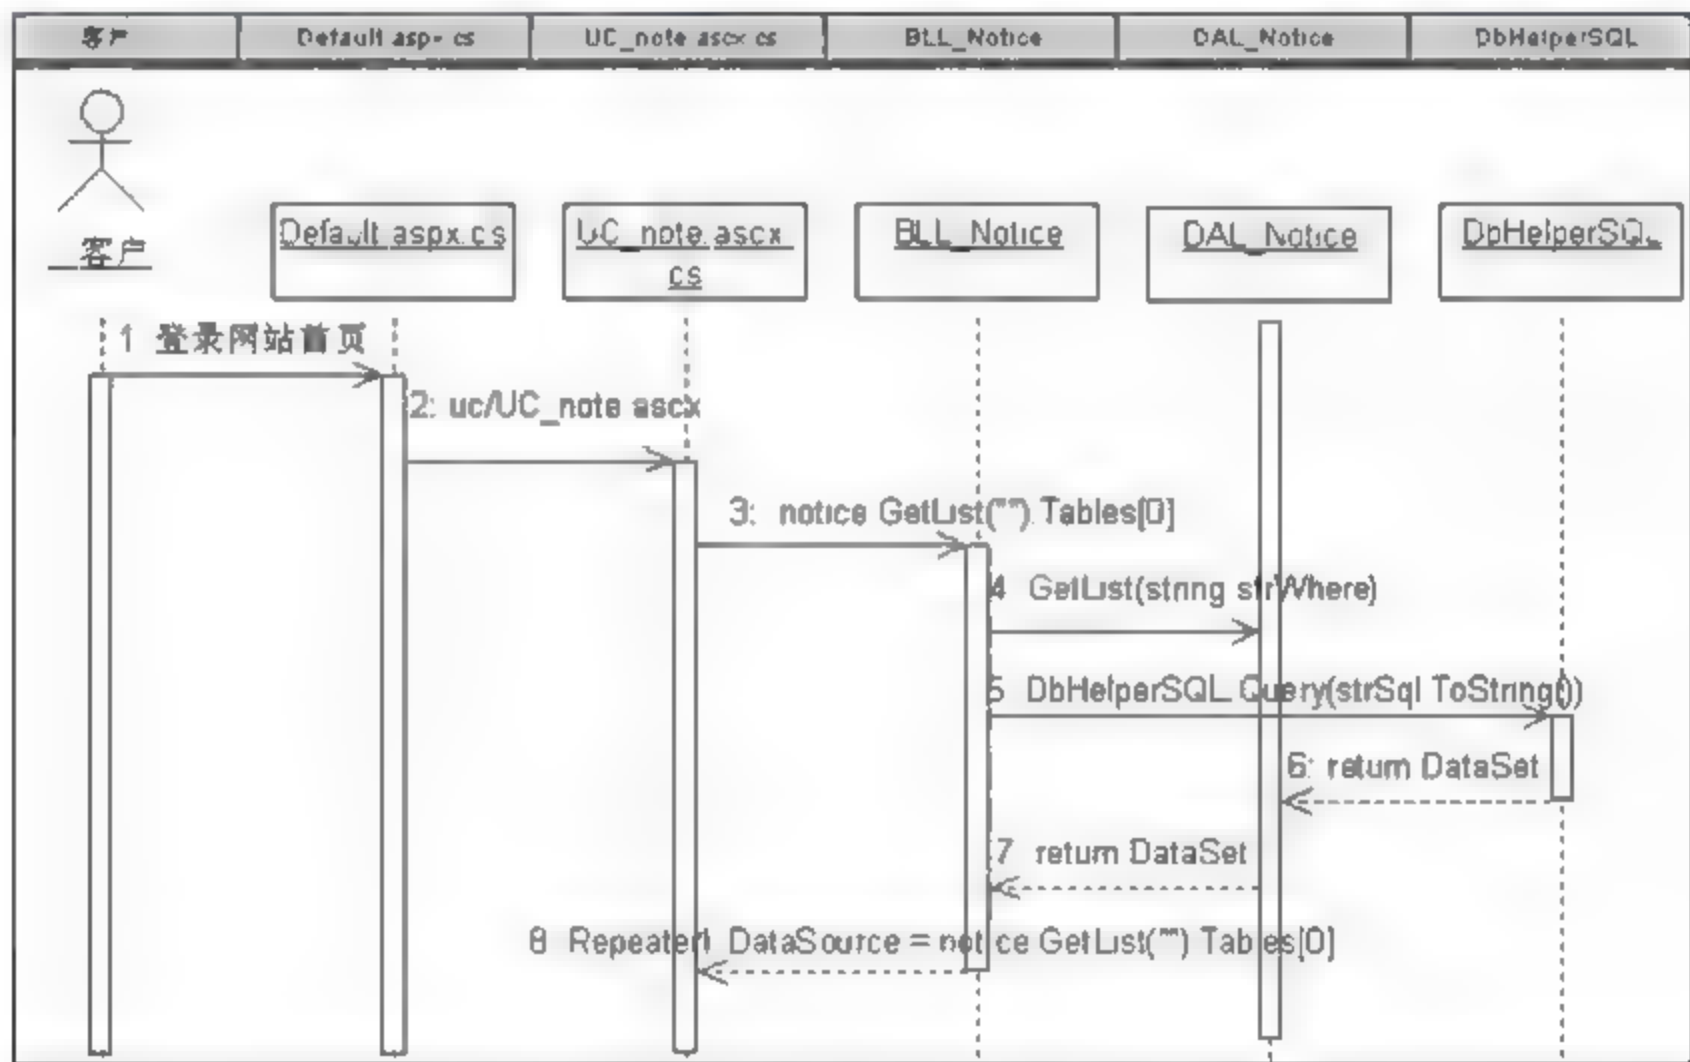 客户
Default.aspx.cs
UC_note.ascx.cs
BLL_Notice
DAL_Notice
DbHelperSQL
客户
Default.aspx.cs
UC_note.ascx.
cs
BLL_Notice
DAL_Notice
DbHelperSQL
1 登录网站首页
2: uc/UC_note ascx
3: notice GetList("").Tables[0]
4 GetList(string strWhere)
5 DbHelperSQL.Query(strSql ToString())
6: return DataSet
7 return DataSet
8 Repeater1 DataSource = notice GetList("") Tables[0]